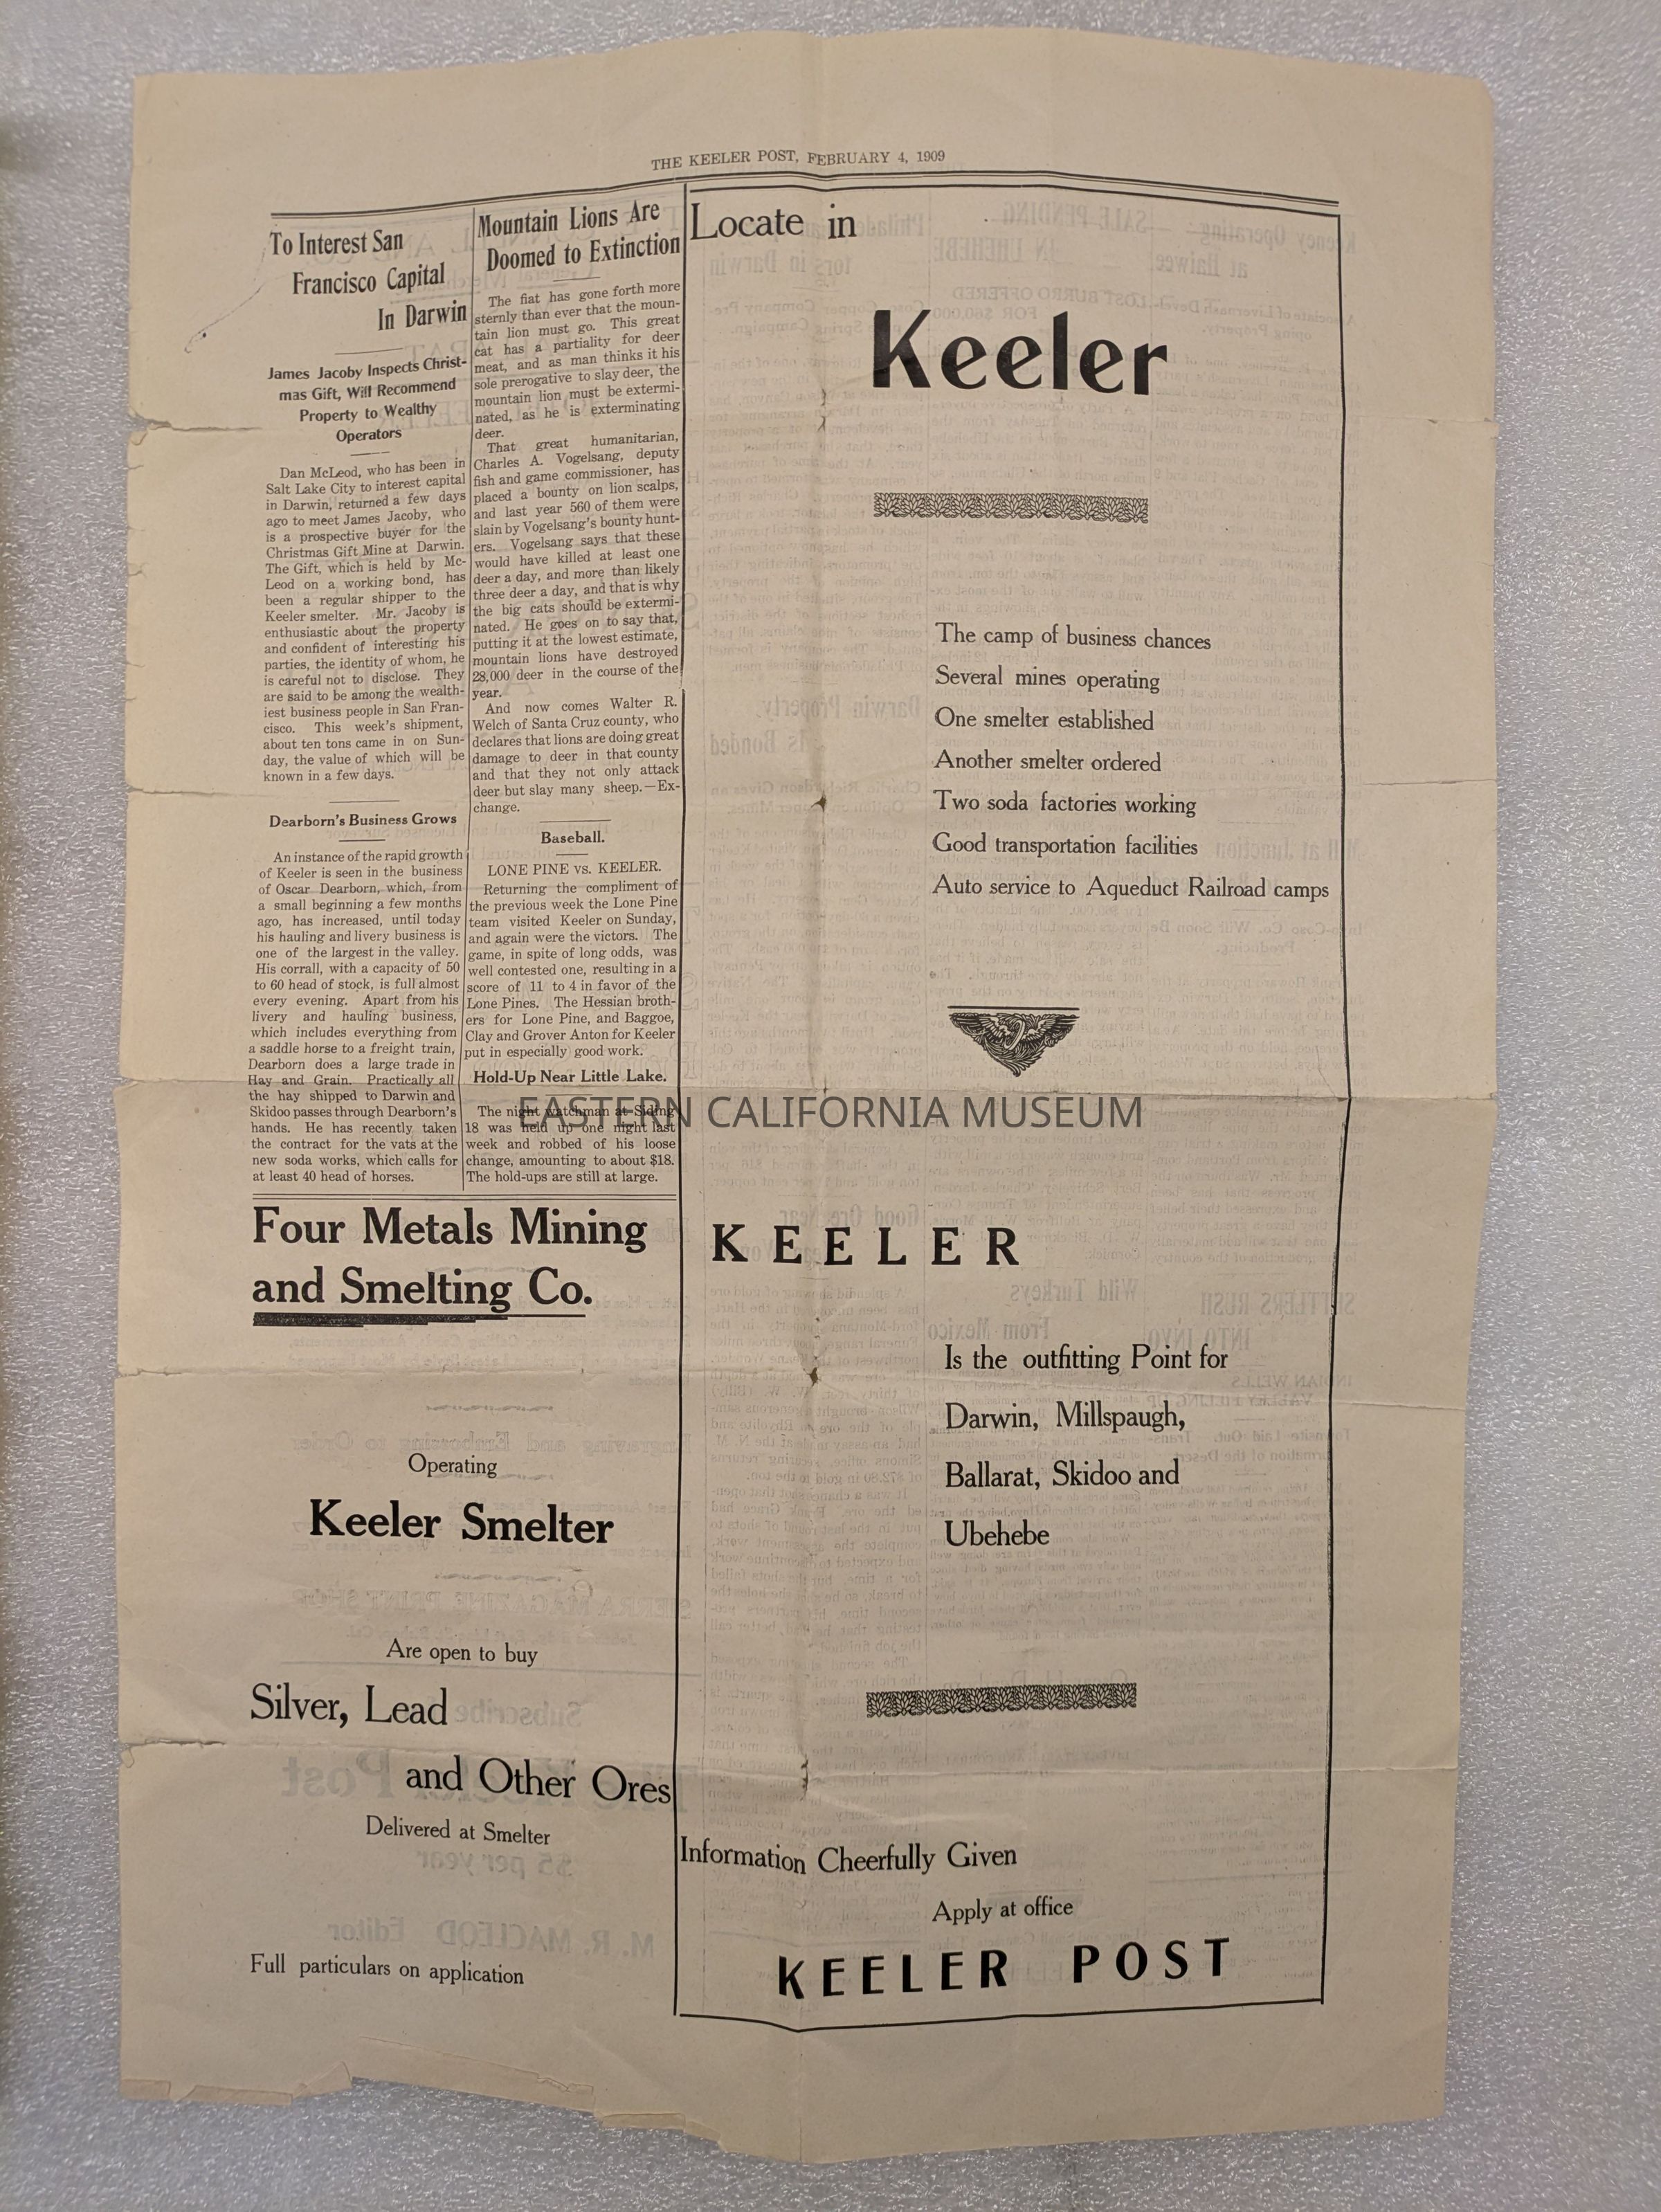 THE KEELER POST, FEBRUARY 4, 1909
To Interest San
Francisco Capital
In Darwin
James Jacoby Inspects Christ-
mas Gift, Will Recommend
Property to Wealthy
Operators
Dan McLeod, who has been in
Salt Lake City to interest capital
in Darwin, returned a few days
ago to meet James Jacoby, who
is a prospective buyer for the
Christmas Gift Mine at Darwin.
The Gift, which is held by Mc-
Leod on a working bond, has
been a regular shipper to the
Keeler smelter. Mr. Jacoby is
enthusiastic about the property
and confident of interesting his
parties, the identity of whom, he
is careful not to disclose. They
are said to be among the wealth-
iest business people in San Fran-
cisco. This week's shipment,
about ten tons came in on Sun-
day, the value of which will be
known in a few days.
Dearborn's Business Grows
An instance of the rapid growth
of Keeler is seen in the business
of Oscar Dearborn, which, from
a small beginning a few months
ago, has increased, until today
his hauling and livery business is
one of the largest in the valley.
His corrall, with a capacity of 50
to 60 head of stock, is full almost
every evening. Apart from his
livery and hauling business,
which includes everything from
a saddle horse to a freight train,
Dearborn does a large trade in
Hay and Grain. Practically all
the hay shipped to Darwin and
Skidoo passes through Dearborn's
hands. He has recently taken
the contract for the vats at the
new soda works, which calls for
at least 40 head of horses.
Mountain Lions Are
Doomed to Extinction
The fiat has gone forth more
sternly than ever that the moun-
tain lion must go. This great
cat has a partiality for deer
meat, and as man thinks it his
sole prerogative to slay deer, the
mountain lion must be extermi-
nated, as he is exterminating
deer.
That great humanitarian,
Charles A. Vogelsang, deputy
fish and game commissioner, has
placed a bounty on lion scalps,
and last year 560 of them were
slain by Vogelsang's bounty hunt-
ers. Vogelsang says that these
would have killed at least one
deer a day, and more than likely
three deer a day, and that is why
the big cats should be extermi-
nated. He goes on to say that,
putting it at the lowest estimate,
mountain lions have destroyed
28,000 deer in the course of the
year.
And now comes Walter R.
Welch of Santa Cruz county, who
declares that lions are doing great
damage to deer in that county
and that they not only attack
deer but slay many sheep.—Ex-
change.
Baseball.
LONE PINE vs. KEELER.
Returning the compliment of
the previous week the Lone Pine
team visited Keeler on Sunday,
and again were the victors. The
game, in spite of long odds, was
well contested one, resulting in a
score of 11 to 4 in favor of the
Lone Pines. The Hessian broth-
ers for Lone Pine, and Baggoe,
Clay and Grover Anton for Keeler
put in especially good work.
Hold-Up Near Little Lake.
The night watchman at Siding
18 was held up one night last
week and robbed of his loose
change, amounting to about $18.
The hold-ups are still at large.
Four Metals Mining
and Smelting Co.
Operating
Keeler Smelter
Are open to buy
Silver, Lead
and Other Ores
Delivered at Smelter
Full particulars on application
Locate in
Keeler
The camp of business chances
Several mines operating
One smelter established
Another smelter ordered
Two soda factories working
Good transportation facilities
Auto service to Aqueduct Railroad camps
EASTERN CALIFORNIA MUSEUM
KEELER
Is the outfitting Point for
Darwin, Millspaugh,
Ballarat, Skidoo and
Ubehebe
Information Cheerfully Given
Apply at office
KEELER POST